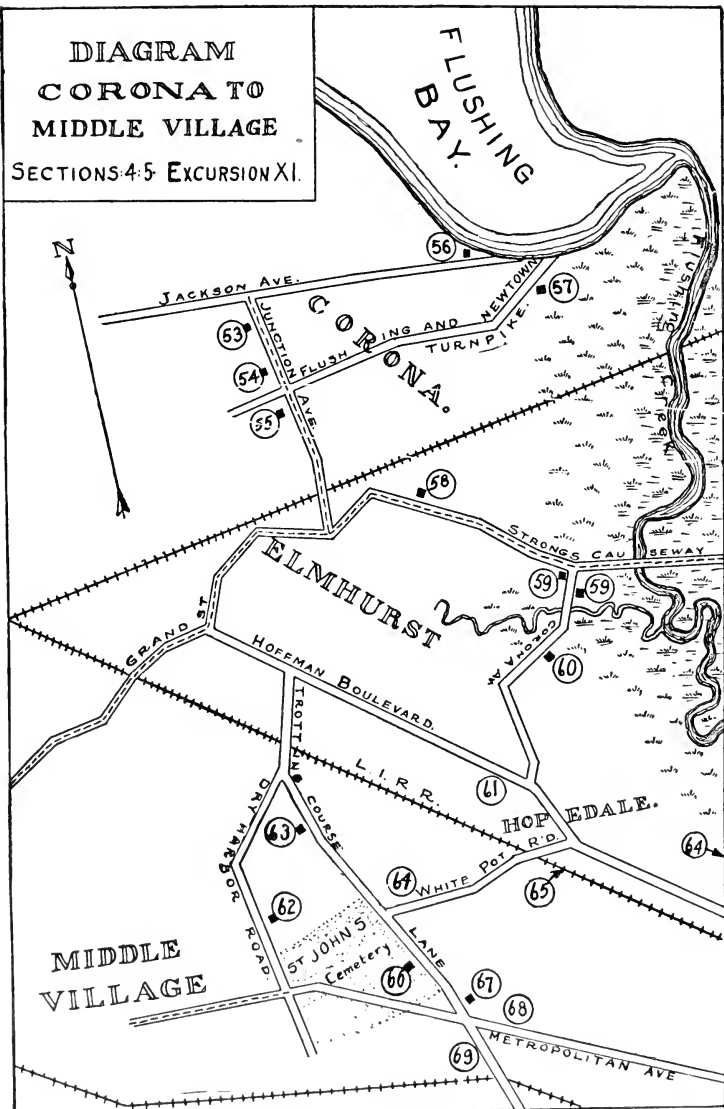 DIAGRAM
CORONA TO
MIDDLE VILLAGE
SECTIONS:4:5 EXCURSION XI.
FLUSHING
BAY.
N
56
57
JACKSON AVE.
CORONA.
53
JUNCTION AVE.
FLUSHING AND NEWTOWN
TURNPIKE.
54
55
Flushing Creek
58
STRONGS CAUSEWAY
ELMHURST
59
59
GRAND ST
CORONA AV
60
HOFFMAN BOULEVARD.
TROTTING COURSE LANE
L.I.R.R.
61
HOPEDALE.
DRY HARBOR ROAD
63
64
WHITE POT R'D.
65
64
62
ST JOHNS
Cemetery
MIDDLE
VILLAGE
66
67
68
METROPOLITAN AVE
69